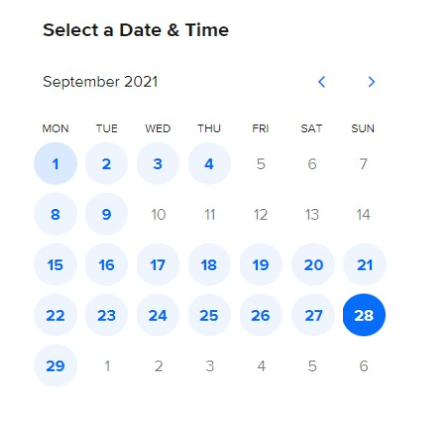 Select a Date & Time
September 2021
MON TUE WED THU FRI SAT SUN
1 2 3 4 5 6 7
8 9 10 11 12 13 14
15 16 17 18 19 20 21
22 23 24 25 26 27 28
29 1 2 3 4 5 6